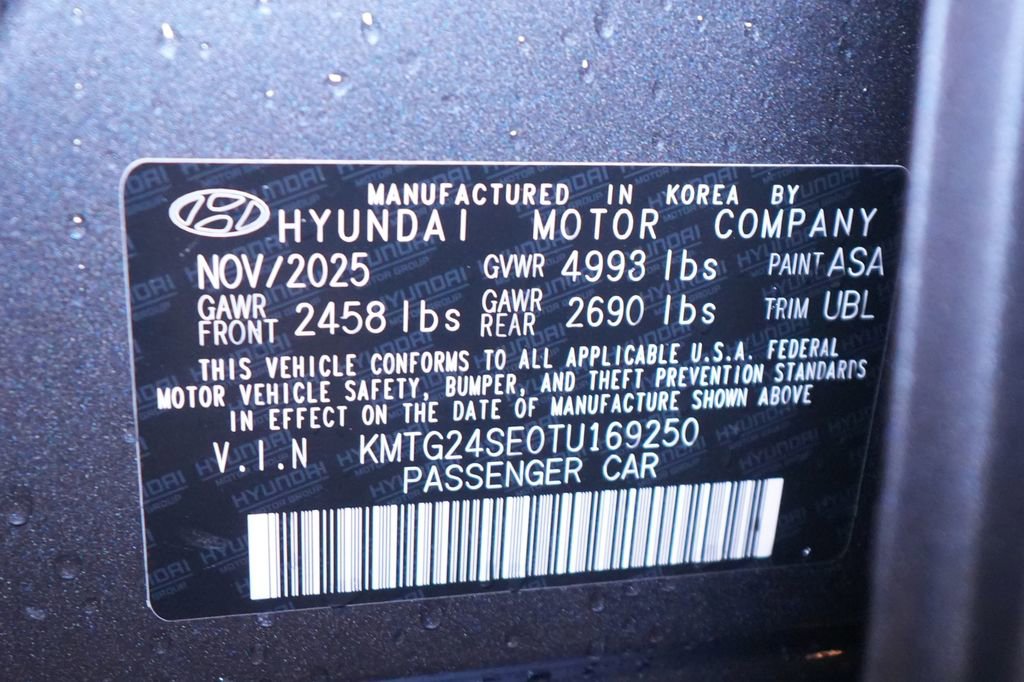 MANUFACTURED IN KOREA BY
HYUNDAI MOTOR COMPANY
NOV/2025 GVWR 4993 lbs PAINT ASA
GAWR FRONT 2458 lbs GAWR REAR 2690 lbs TRIM UBL
THIS VEHICLE CONFORMS TO ALL APPLICABLE U.S.A. FEDERAL
MOTOR VEHICLE SAFETY, BUMPER, AND THEFT PREVENTION STANDARDS
IN EFFECT ON THE DATE OF MANUFACTURE SHOWN ABOVE
V.I.N KMTG24SE0TU169250
PASSENGER CAR